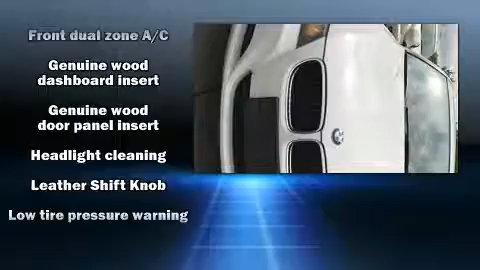 Front dual zone A/C
Genuine wood
dashboard insert
Genuine wood
door panel insert
Headlight cleaning
Leather Shift Knob
Low tire pressure warning